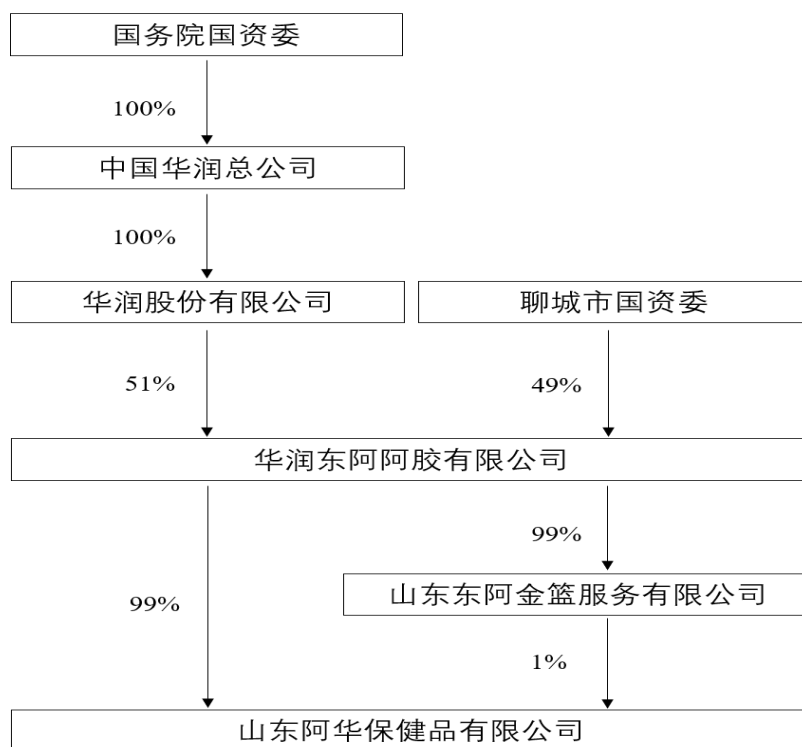 国务院国资委
100%
中国华润总公司
100%
华润股份有限公司
聊城市国资委
51%
49%
华润东阿阿胶有限公司
99%
99%
山东东阿金篮服务有限公司
1%
山东阿华保健品有限公司